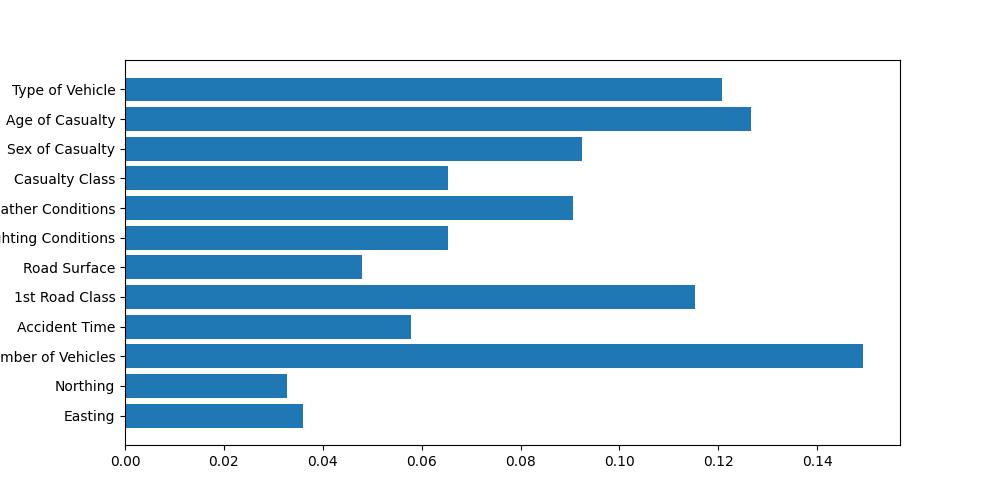 Type of Vehicle
Age of Casualty
Sex of Casualty
Casualty Class
ather Conditions
hting Conditions
Road Surface
1st Road Class
Accident Time
mber of Vehicles
Northing
Easting
0.00 0.02 0.04 0.06 0.08 0.10 0.12 0.14